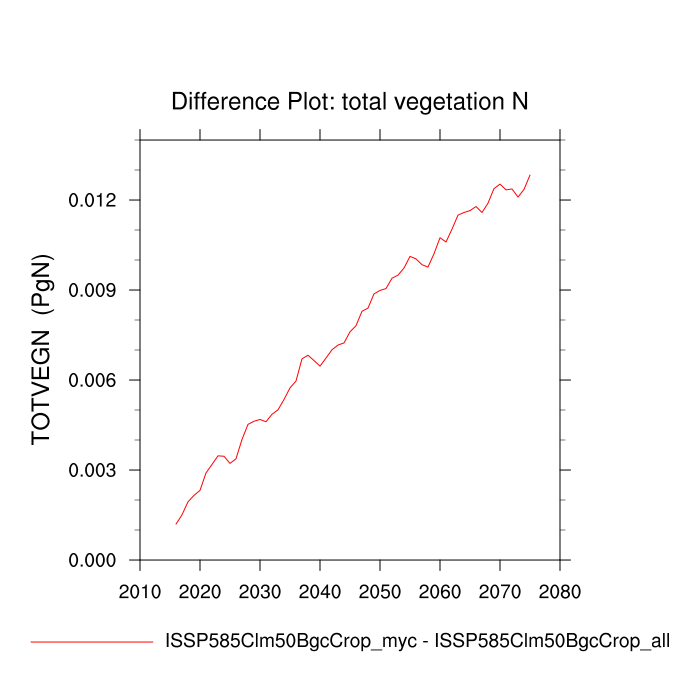 Difference Plot: total vegetation N
TOTVEGN (PgN)
0.012
0.009
0.006
0.003
0.000
2010 2020 2030 2040 2050 2060 2070 2080
ISSP585Clm50BgcCrop_myc - ISSP585Clm50BgcCrop_all